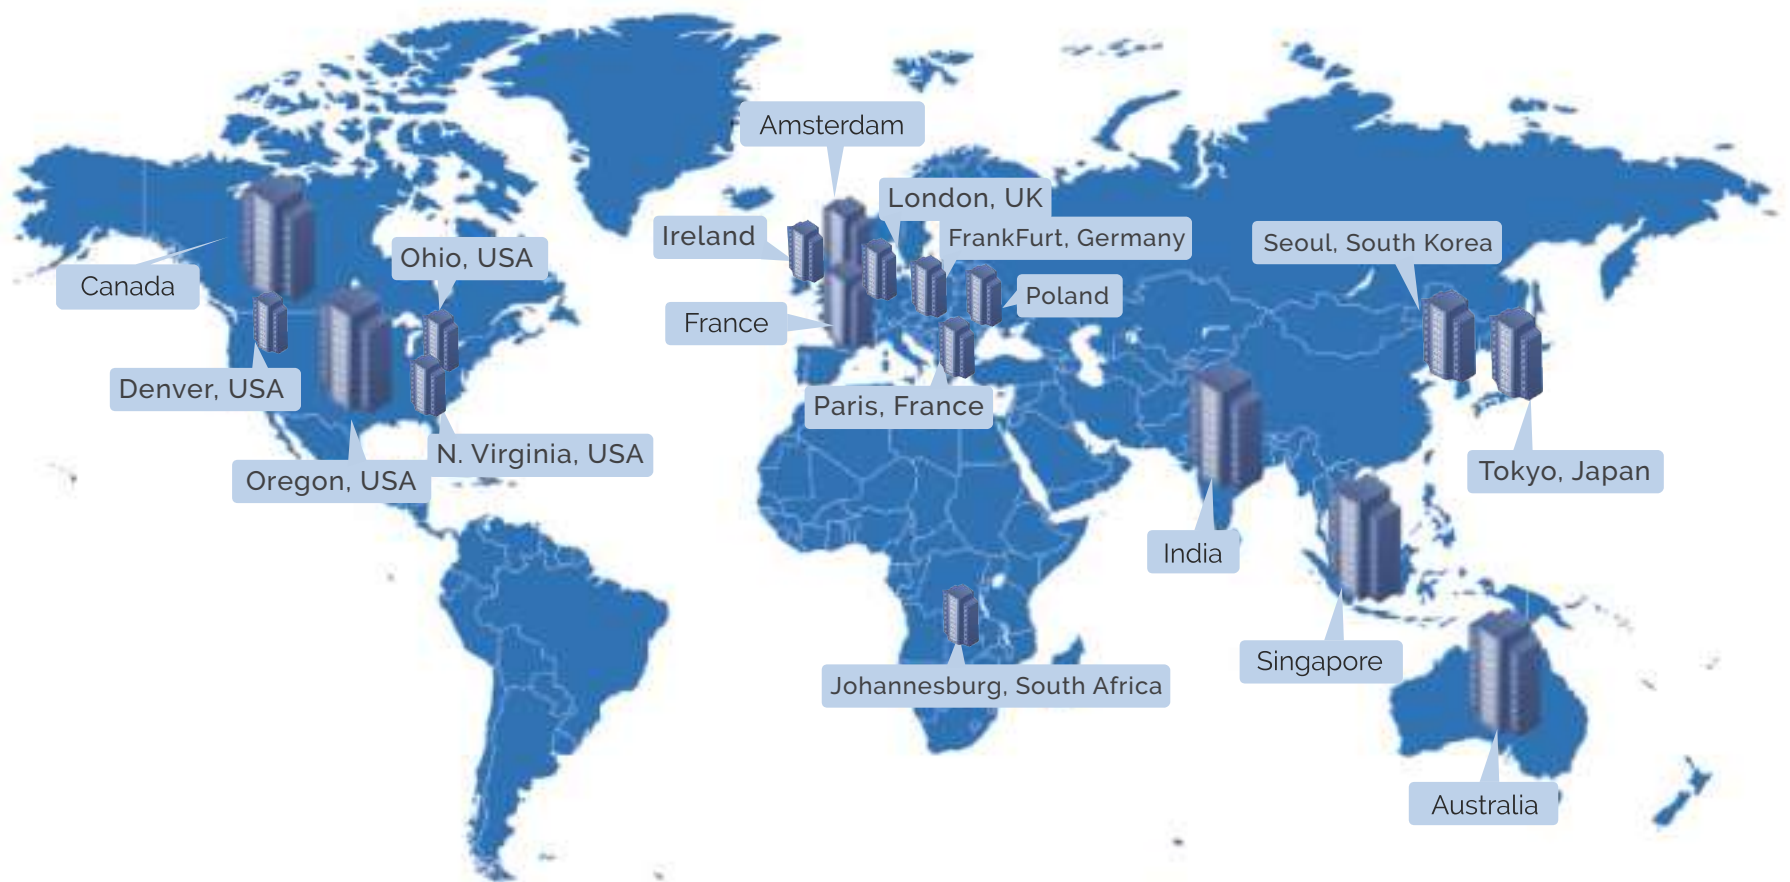 Amsterdam
London, UK
Ireland
FrankFurt, Germany
Seoul, South Korea
Ohio, USA
Canada
Poland
France
Denver, USA
Paris, France
N. Virginia, USA
Oregon, USA
Tokyo, Japan
India
Singapore
Johannesburg, South Africa
Australia